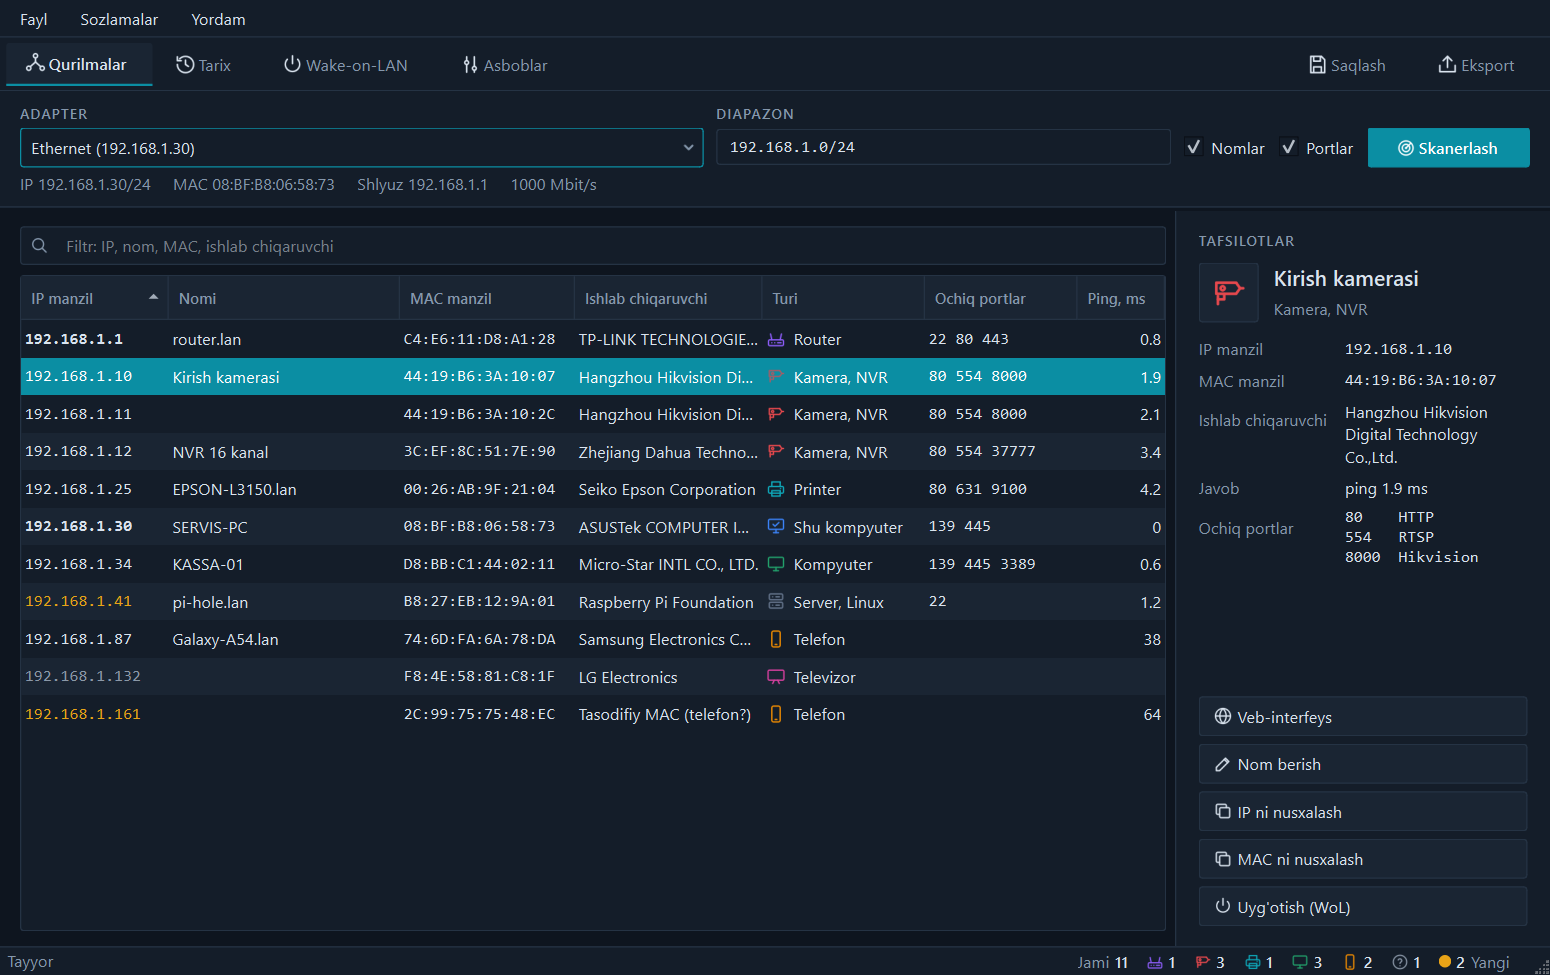 Fayl Sozlamalar Yordam
Qurilmalar Tarix Wake-on-LAN Asboblar Saqlash Eksport
ADAPTER DIAPAZON
Ethernet (192.168.1.30) 192.168.1.0/24 Nomlar Portlar Skanerlash
IP 192.168.1.30/24 MAC 08:BF:B8:06:58:73 Shlyuz 192.168.1.1 1000 Mbit/s
Filtr: IP, nom, MAC, ishlab chiqaruvchi
IP manzil Nomi MAC manzil Ishlab chiqaruvchi Turi Ochiq portlar Ping, ms
192.168.1.1 router.lan C4:E6:11:D8:A1:28 TP-LINK TECHNOLOGIE... Router 22 80 443 0.8
192.168.1.10 Kirish kamerasi 44:19:B6:3A:10:07 Hangzhou Hikvision Di... Kamera, NVR 80 554 8000 1.9
192.168.1.11 44:19:B6:3A:10:2C Hangzhou Hikvision Di... Kamera, NVR 80 554 8000 2.1
192.168.1.12 NVR 16 kanal 3C:EF:8C:51:7E:90 Zhejiang Dahua Techno... Kamera, NVR 80 554 37777 3.4
192.168.1.25 EPSON-L3150.lan 00:26:AB:9F:21:04 Seiko Epson Corporation Printer 80 631 9100 4.2
192.168.1.30 SERVIS-PC 08:BF:B8:06:58:73 ASUSTek COMPUTER I... Shu kompyuter 139 445 0
192.168.1.34 KASSA-01 D8:BB:C1:44:02:11 Micro-Star INTL CO., LTD. Kompyuter 139 445 3389 0.6
192.168.1.41 pi-hole.lan B8:27:EB:12:9A:01 Raspberry Pi Foundation Server, Linux 22 1.2
192.168.1.87 Galaxy-A54.lan 74:6D:FA:6A:78:DA Samsung Electronics C... Telefon 38
192.168.1.132 F8:4E:58:81:C8:1F LG Electronics Televizor
192.168.1.161 2C:99:75:75:48:EC Tasodifiy MAC (telefon?) Telefon 64
TAFSILOTLAR
Kirish kamerasi
Kamera, NVR
IP manzil 192.168.1.10
MAC manzil 44:19:B6:3A:10:07
Ishlab chiqaruvchi Hangzhou Hikvision
Digital Technology
Co.,Ltd.
Javob ping 1.9 ms
Ochiq portlar 80 HTTP
554 RTSP
8000 Hikvision
Veb-interfeys
Nom berish
IP ni nusxalash
MAC ni nusxalash
Uyg'otish (WoL)
Tayyor Jami 11 1 3 1 3 2 1 2 Yangi